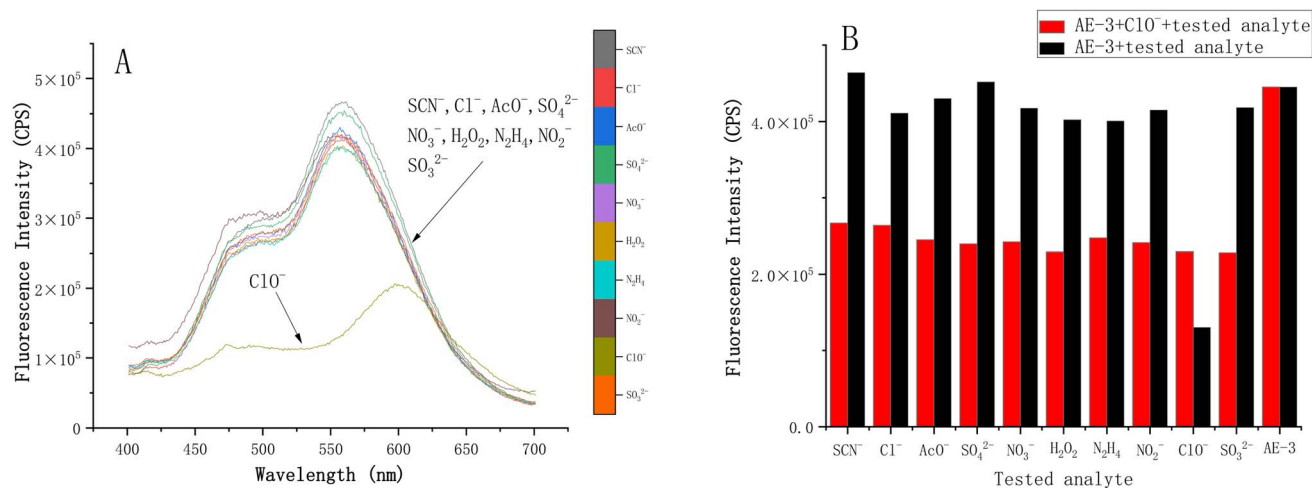 A
Fluorescence Intensity (CPS)
5×10⁵
4×10⁵
3×10⁵
2×10⁵
1×10⁵
0
400 450 500 550 600 650 700
Wavelength (nm)
SCN⁻, Cl⁻, AcO⁻, SO₄²⁻
NO₃⁻, H₂O₂, N₂H₄, NO₂⁻
SO₃²⁻
ClO⁻
SCN⁻
Cl⁻
AcO⁻
SO₄²⁻
NO₃⁻
H₂O₂
N₂H₄
NO₂⁻
ClO⁻
SO₃²⁻
B
AE-3+ClO⁻+tested analyte
AE-3+tested analyte
Fluorescence Intensity (CPS)
4.0×10⁵
2.0×10⁵
0.0
SCN⁻ Cl⁻ AcO⁻ SO₄²⁻ NO₃⁻ H₂O₂ N₂H₄ NO₂⁻ ClO⁻ SO₃²⁻ AE-3
Tested analyte